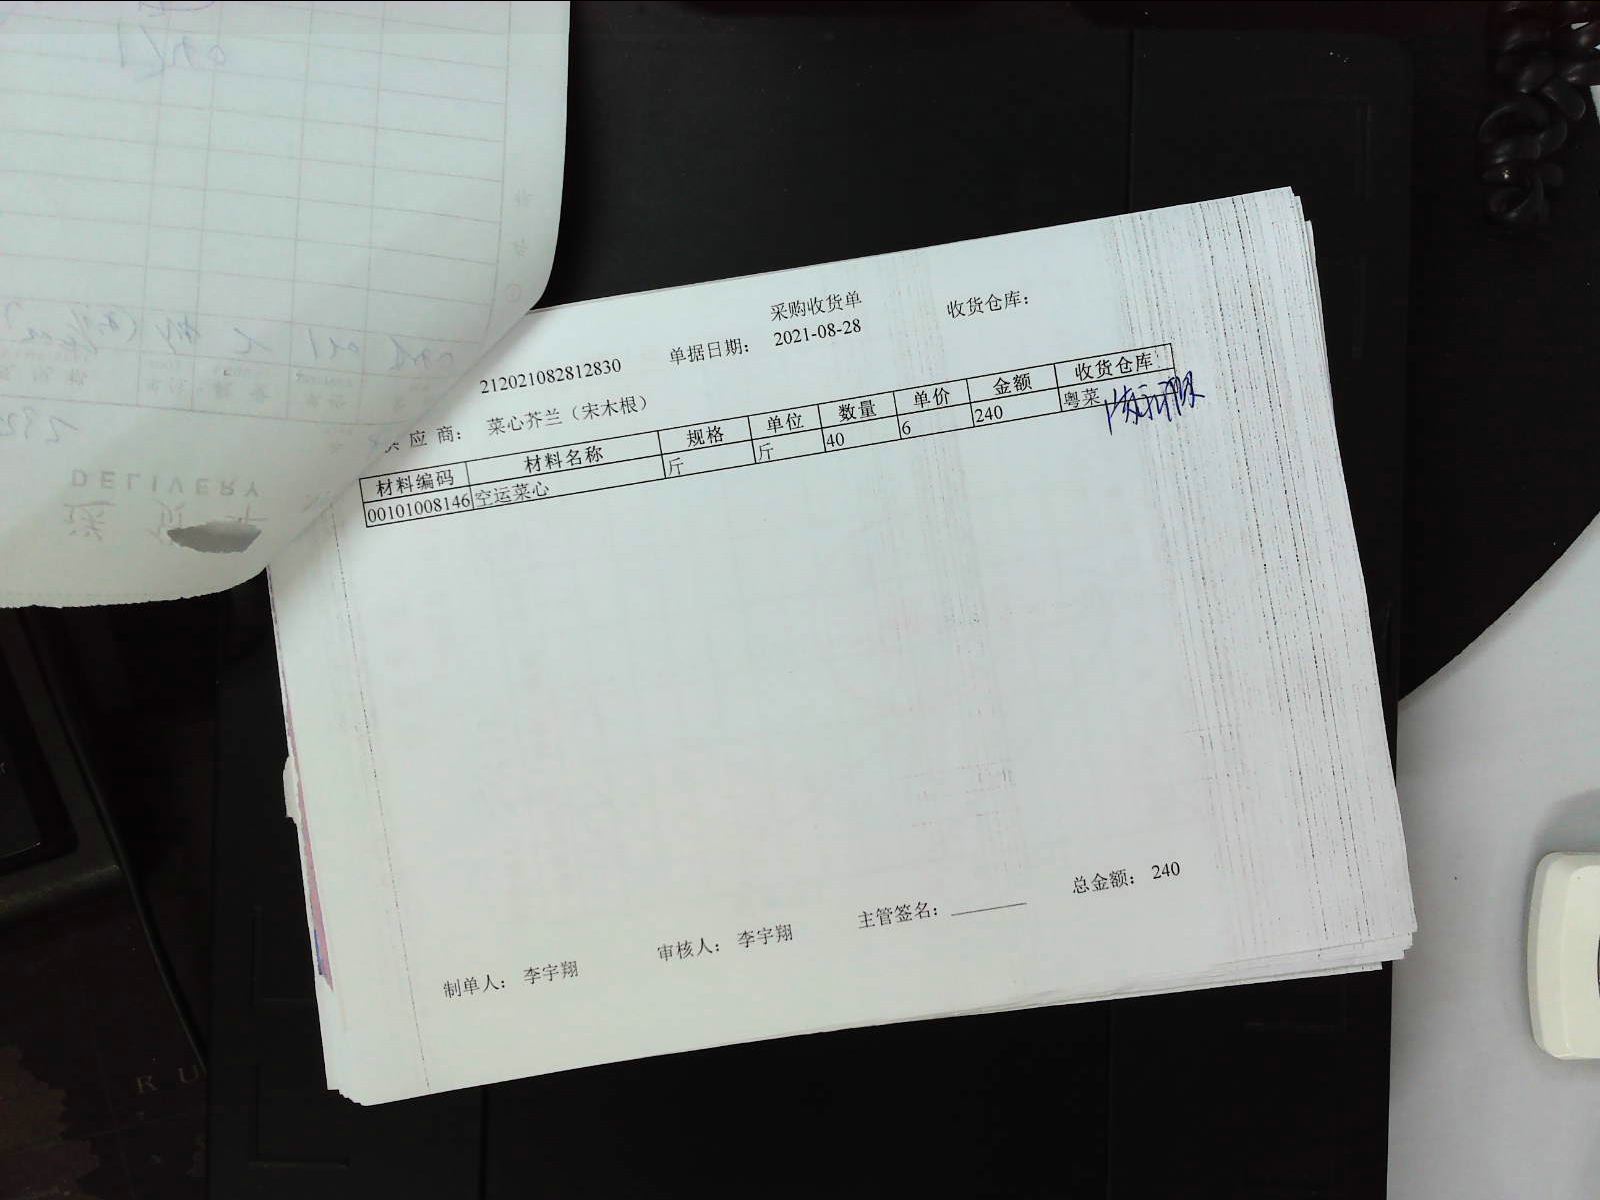 采购收货单
212021082812830 单据日期： 2021-08-28 收货仓库：
应 商： 菜心芥兰（宋木根）
材料编码 材料名称 规格 单位 数量 单价 金额 收货仓库
00101008146 空运菜心 斤 斤 40 6 240 粤菜
总金额： 240
制单人： 李宇翔 审核人： 李宇翔 主管签名：
DELIVERY
RU